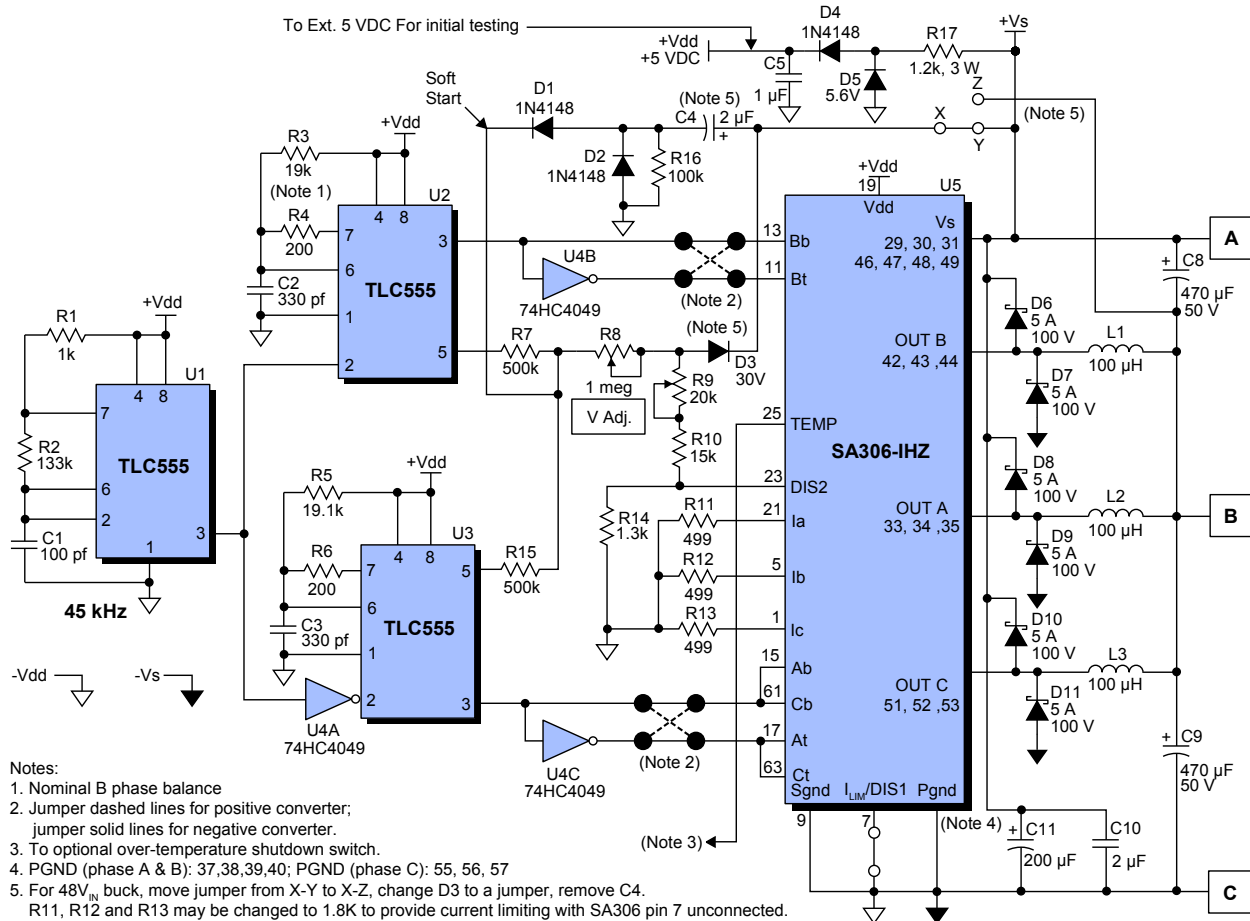 To Ext. 5 VDC For initial testing
+Vdd
+5 VDC
C5
1 µF
D4
1N4148
D5
5.6V
R17
1.2k, 3 W
+Vs
Z
(Note 5)
X
Y
Soft
Start
D1
1N4148
D2
1N4148
R16
100k
(Note 5)
C4
2 µF
+
R3
19k
(Note 1)
R4
200
C2
330 pf
+Vdd
U2
4
8
7
6
1
2
3
5
TLC555
U4B
74HC4049
(Note 2)
R1
1k
R2
133k
C1
100 pf
+Vdd
U1
4
8
7
6
2
1
3
TLC555
45 kHz
R7
500k
R8
1 meg
V Adj.
(Note 5)
D3
30V
R9
20k
R10
15k
R14
1.3k
R11
499
R12
499
R13
499
R5
19.1k
R6
200
C3
330 pf
+Vdd
U3
4
8
7
6
1
2
5
3
TLC555
R15
500k
U4A
74HC4049
U4C
74HC4049
(Note 2)
(Note 3)
+Vdd
19
U5
Vdd
Vs
29, 30, 31
46, 47, 48, 49
13
Bb
11
Bt
OUT B
42, 43 ,44
25
TEMP
SA306-IHZ
23
DIS2
21
Ia
OUT A
33, 34 ,35
5
Ib
1
Ic
15
Ab
61
Cb
17
At
63
Ct
OUT C
51, 52 ,53
Sgnd
ILIM/DIS1
Pgnd
9
7
(Note 4)
D6
5 A
100 V
D7
5 A
100 V
D8
5 A
100 V
D9
5 A
100 V
D10
5 A
100 V
D11
5 A
100 V
L1
100 µH
L2
100 µH
L3
100 µH
+
C8
470 µF
50 V
+
C9
470 µF
50 V
+
C11
200 µF
C10
2 µF
A
B
C
-Vdd
-Vs
Notes:
1. Nominal B phase balance
2. Jumper dashed lines for positive converter;
jumper solid lines for negative converter.
3. To optional over-temperature shutdown switch.
4. PGND (phase A & B): 37,38,39,40; PGND (phase C): 55, 56, 57
5. For 48VIN buck, move jumper from X-Y to X-Z, change D3 to a jumper, remove C4.
R11, R12 and R13 may be changed to 1.8K to provide current limiting with SA306 pin 7 unconnected.